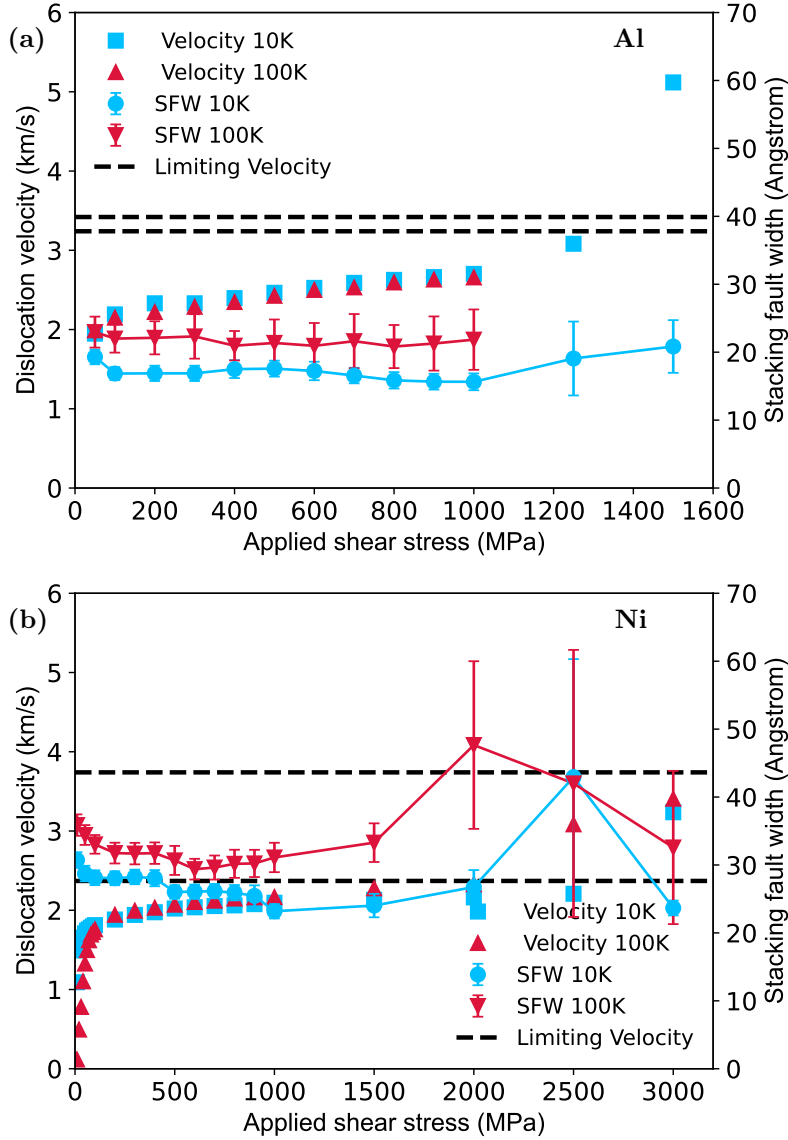 (a)
Al
Velocity 10K
Velocity 100K
SFW 10K
SFW 100K
Limiting Velocity
6
5
4
3
2
1
0
Dislocation velocity (km/s)
70
60
50
40
30
20
10
0
Stacking fault width (Angstrom)
0 200 400 600 800 1000 1200 1400 1600
Applied shear stress (MPa)
(b)
Ni
6
5
4
3
2
1
0
Dislocation velocity (km/s)
70
60
50
40
30
20
10
0
Stacking fault width (Angstrom)
Velocity 10K
Velocity 100K
SFW 10K
SFW 100K
Limiting Velocity
0 500 1000 1500 2000 2500 3000
Applied shear stress (MPa)